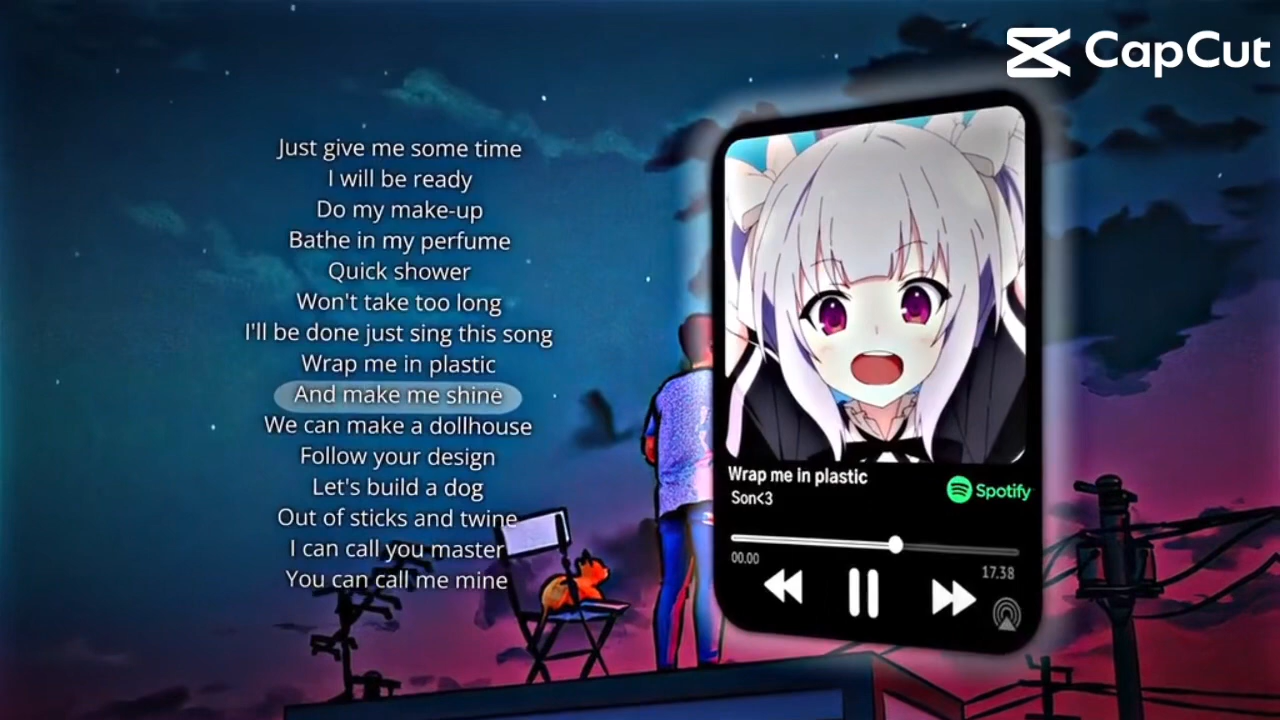 CapCut
Just give me some time
I will be ready
Do my make-up
Bathe in my perfume
Quick shower
Won't take too long
I'll be done just sing this song
Wrap me in plastic
And make me shine
We can make a dollhouse
Follow your design
Let's build a dog
Out of sticks and twine
I can call you master
You can call me mine
Wrap me in plastic
Son<3
Spotify
00.00
17.38